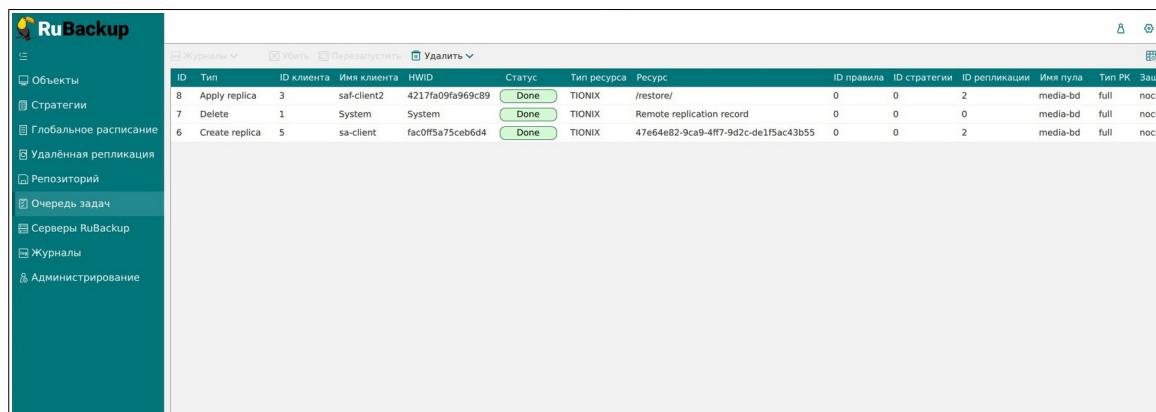 RuBackup
Журналы Убить Перезапустить Удалить
Объекты
Стратегии
Глобальное расписание
Удалённая репликация
Репозиторий
Очередь задач
Серверы RuBackup
Журналы
Администрирование
ID Тип ID клиента Имя клиента HWID Статус Тип ресурса Ресурс ID правила ID стратегии ID репликации Имя пула Тип РК Защ
8 Apply replica 3 saf-client2 4217fa09fa969c89 Done TIONIX /restore/ 0 0 2 media-bd full noc
7 Delete 1 System System Done TIONIX Remote replication record 0 0 0 media-bd full noc
6 Create replica 5 sa-client fac0ff5a75ceb6d4 Done TIONIX 47e64e82-9ca9-4ff7-9d2c-de1f5ac43b55 0 0 2 media-bd full noc